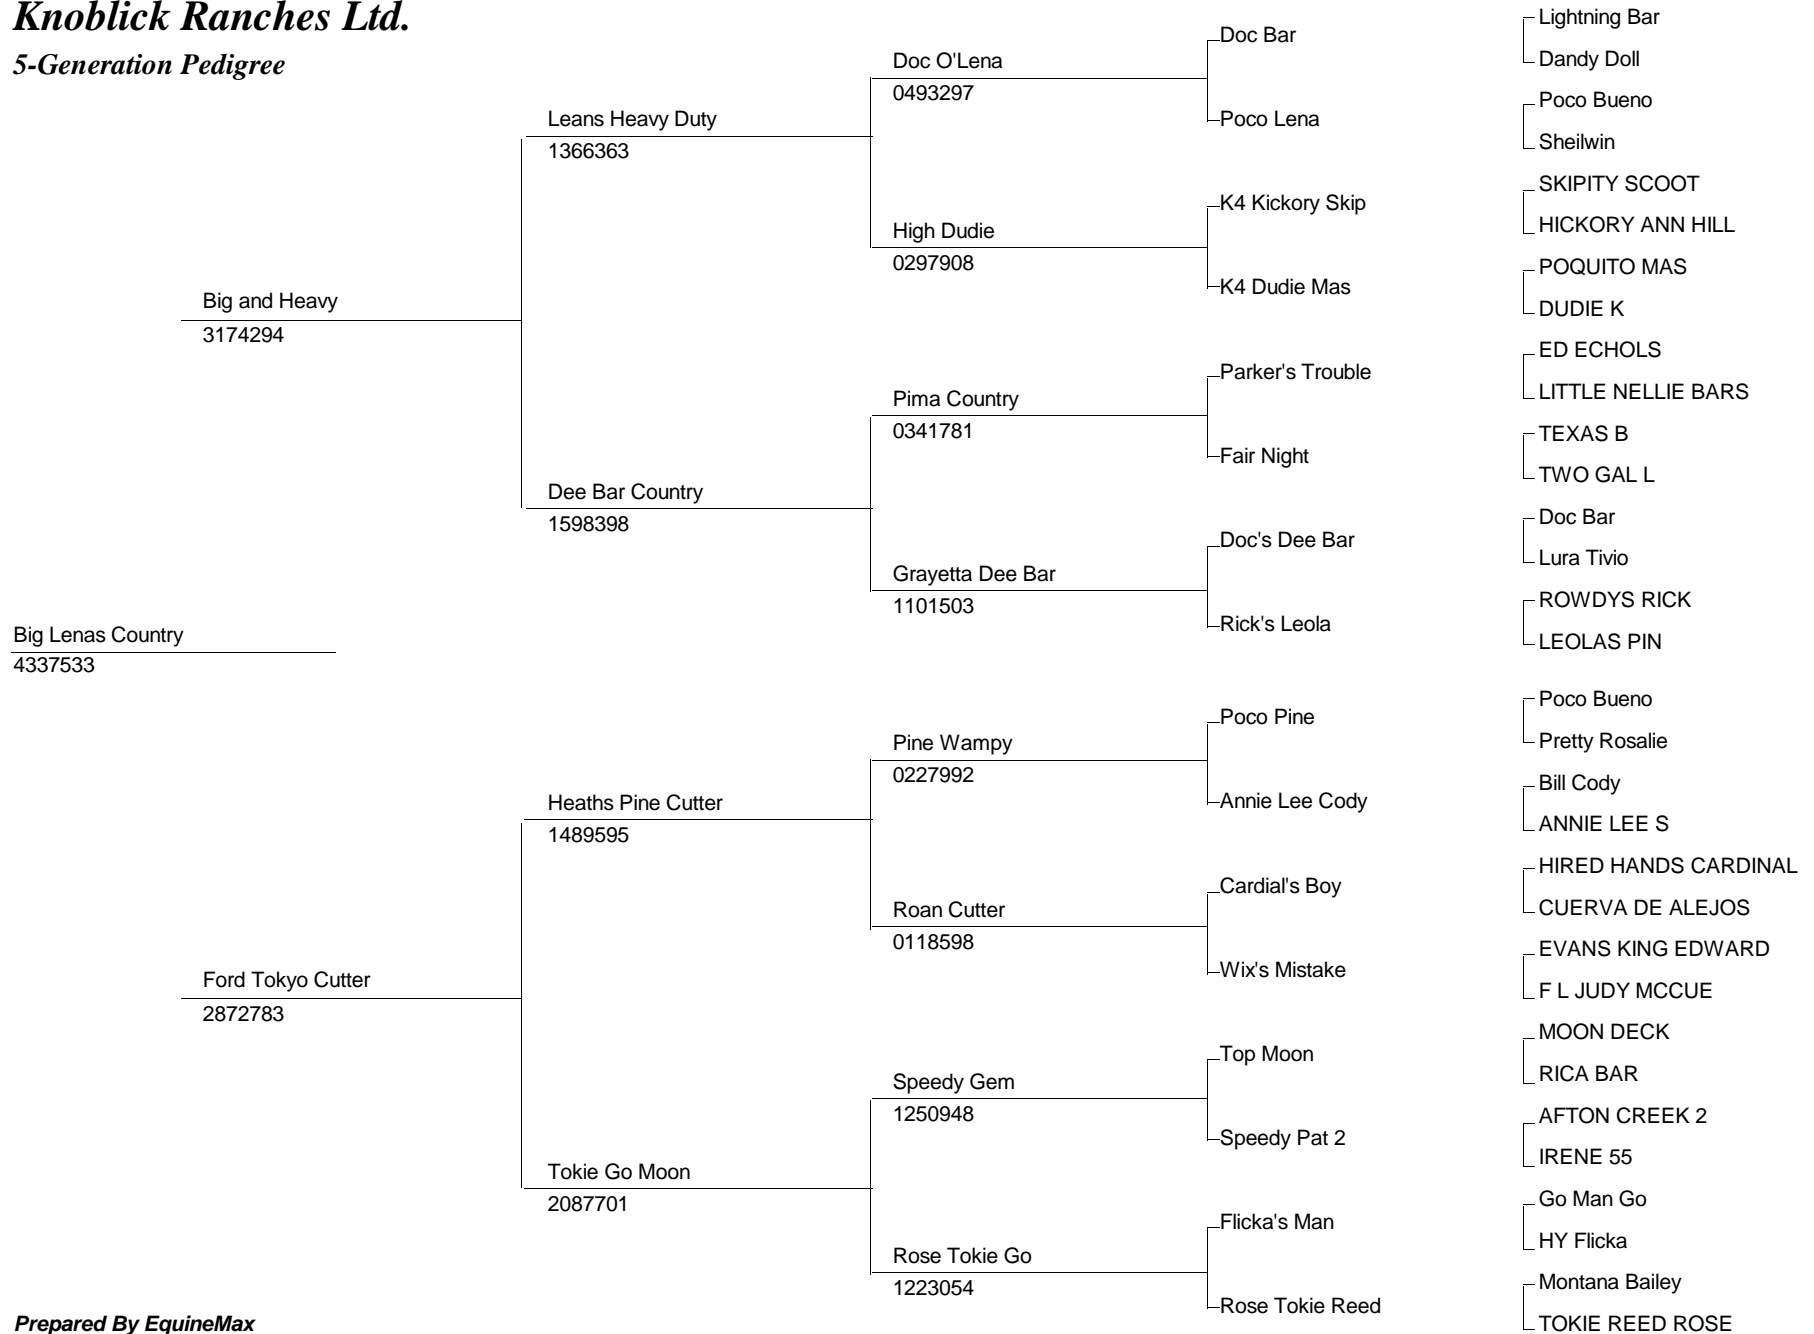 Knoblick Ranches Ltd.
5-Generation Pedigree
Big Lenas Country
4337533
Big and Heavy
3174294
Ford Tokyo Cutter
2872783
Leans Heavy Duty
1366363
Dee Bar Country
1598398
Heaths Pine Cutter
1489595
Tokie Go Moon
2087701
Doc O'Lena
0493297
High Dudie
0297908
Pima Country
0341781
Grayetta Dee Bar
1101503
Pine Wampy
0227992
Roan Cutter
0118598
Speedy Gem
1250948
Rose Tokie Go
1223054
Doc Bar
Poco Lena
K4 Kickory Skip
K4 Dudie Mas
Parker's Trouble
Fair Night
Doc's Dee Bar
Rick's Leola
Poco Pine
Annie Lee Cody
Cardial's Boy
Wix's Mistake
Top Moon
Speedy Pat 2
Flicka's Man
Rose Tokie Reed
Lightning Bar
Dandy Doll
Poco Bueno
Sheilwin
SKIPITY SCOOT
HICKORY ANN HILL
POQUITO MAS
DUDIE K
ED ECHOLS
LITTLE NELLIE BARS
TEXAS B
TWO GAL L
Doc Bar
Lura Tivio
ROWDYS RICK
LEOLAS PIN
Poco Bueno
Pretty Rosalie
Bill Cody
ANNIE LEE S
HIRED HANDS CARDINAL
CUERVA DE ALEJOS
EVANS KING EDWARD
F L JUDY MCCUE
MOON DECK
RICA BAR
AFTON CREEK 2
IRENE 55
Go Man Go
HY Flicka
Montana Bailey
TOKIE REED ROSE
Prepared By EquineMax